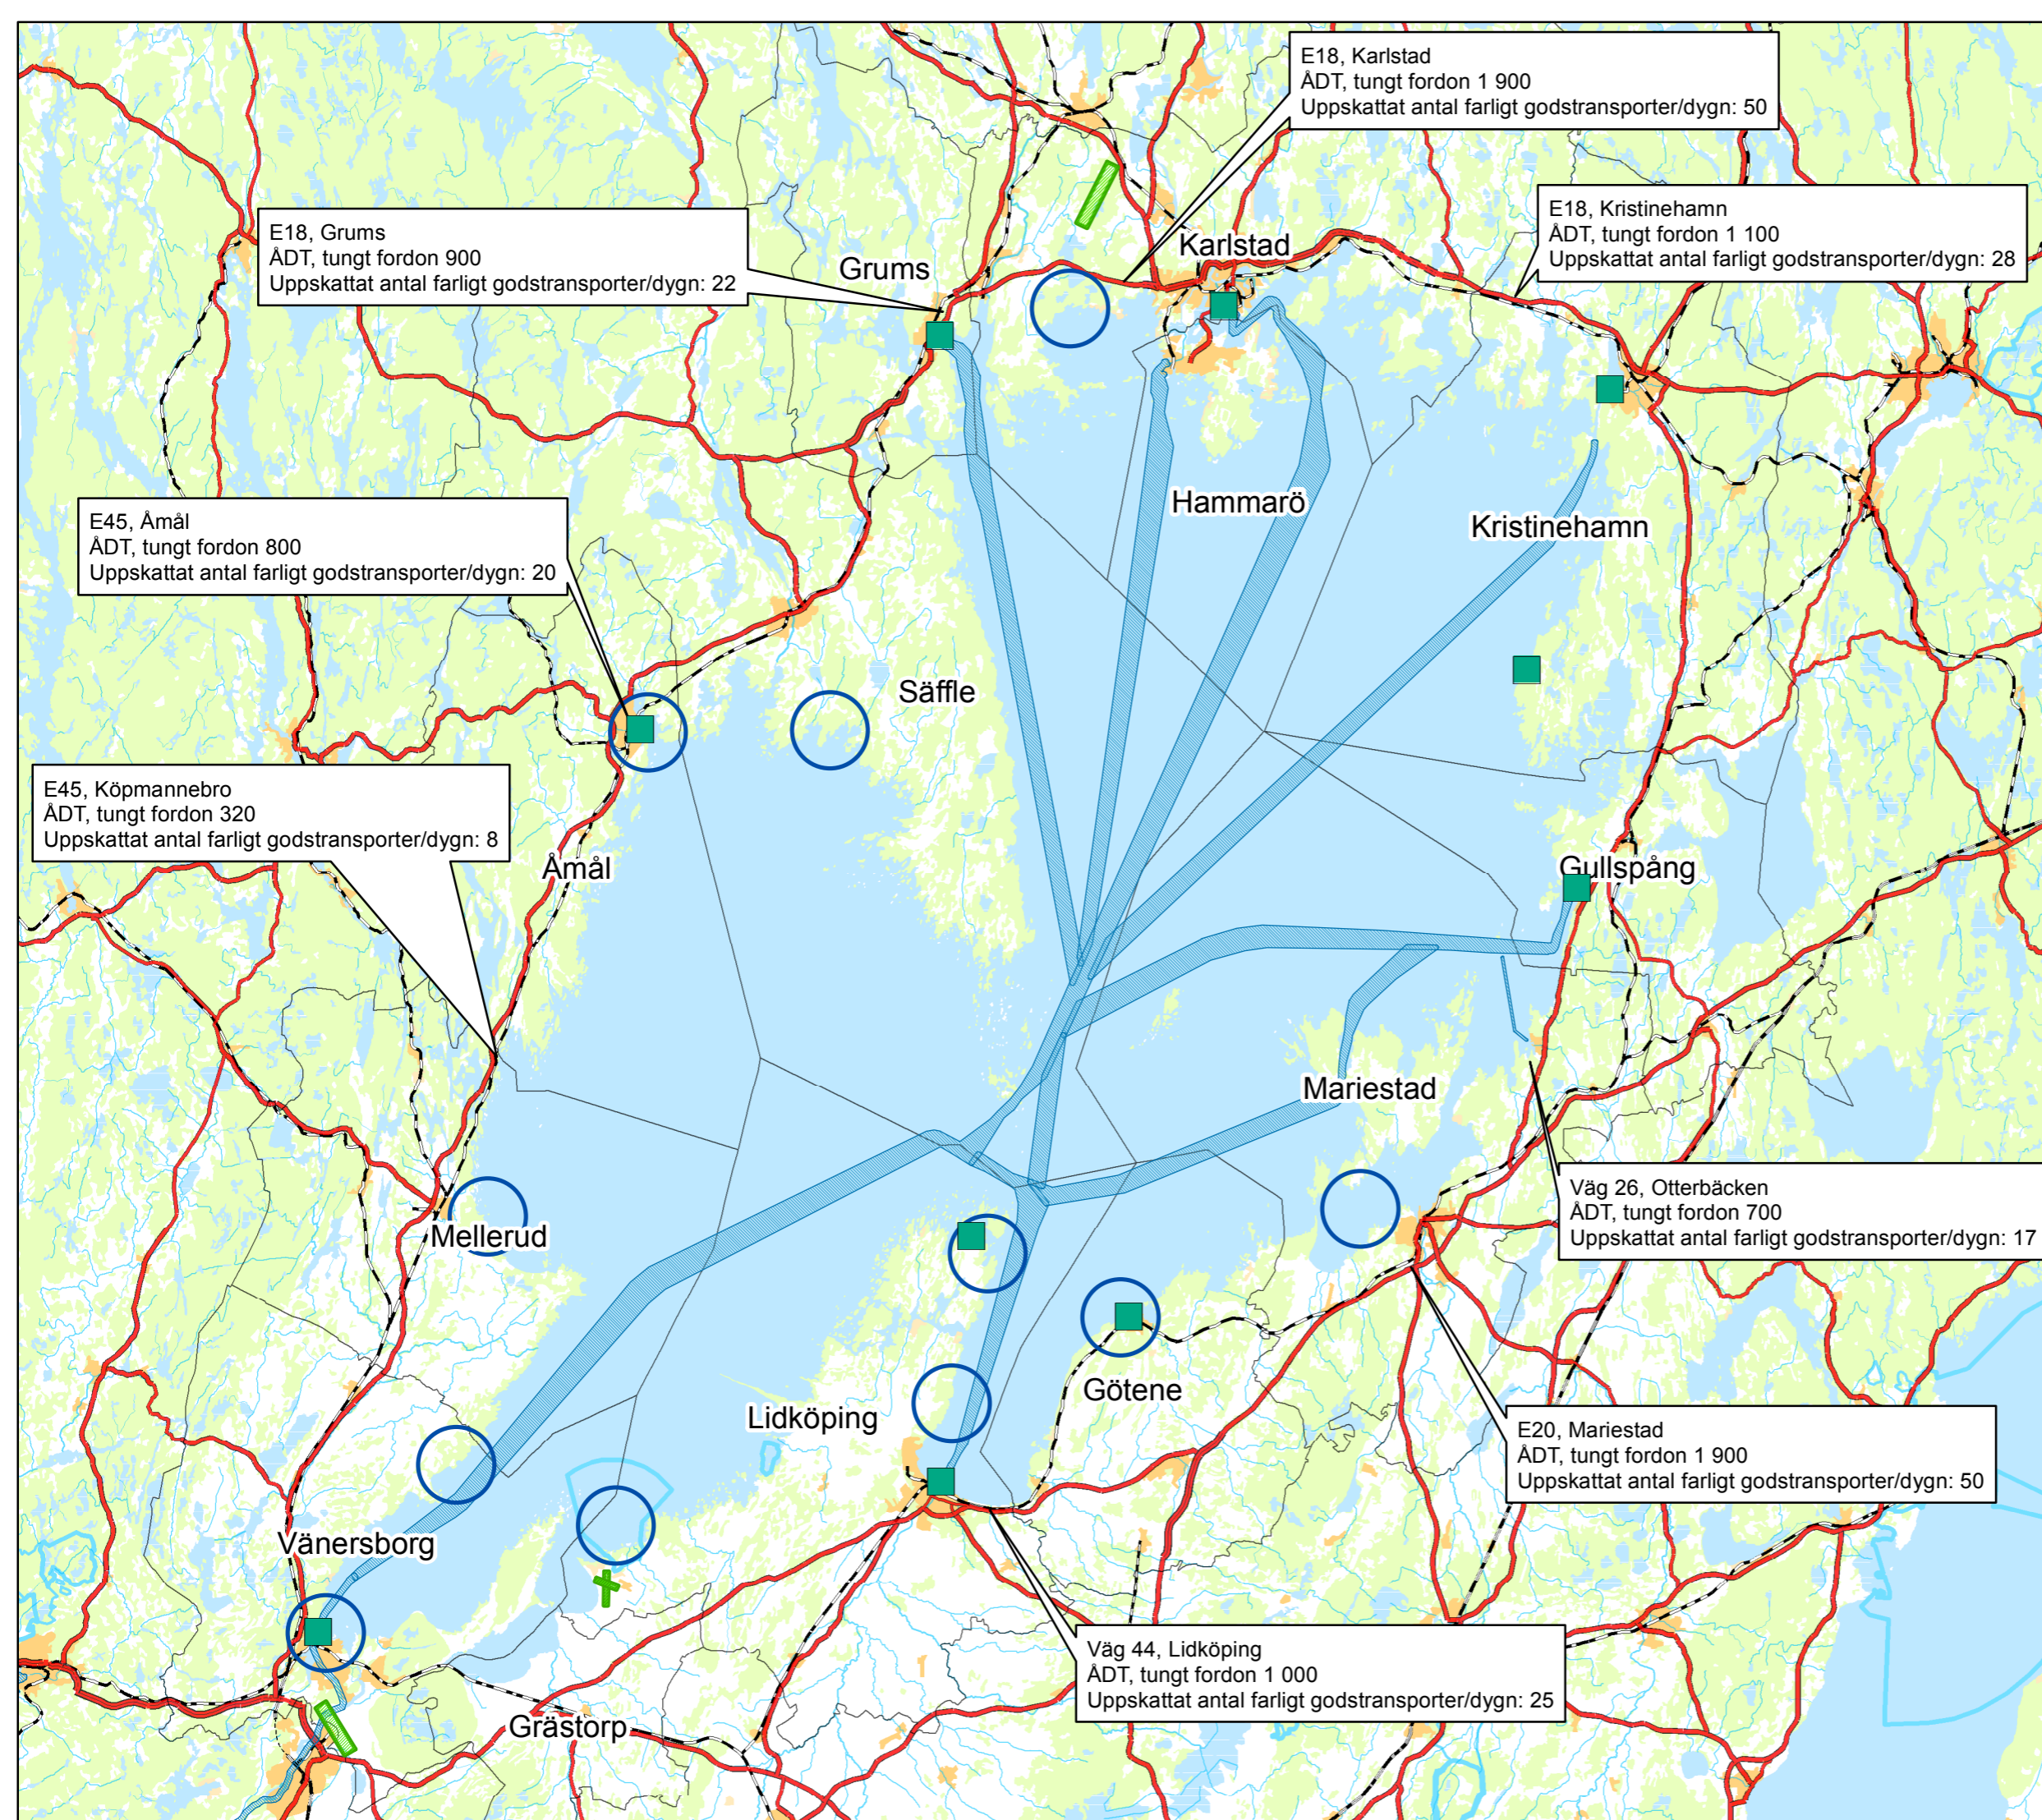 E18, Karlstad
ÅDT, tungt fordon 1 900
Uppskattat antal farligt godstransporter/dygn: 50
E18, Kristinehamn
ÅDT, tungt fordon 1 100
Uppskattat antal farligt godstransporter/dygn: 28
E18, Grums
ÅDT, tungt fordon 900
Uppskattat antal farligt godstransporter/dygn: 22
Grums
Karlstad
Hammarö
Kristinehamn
E45, Åmål
ÅDT, tungt fordon 800
Uppskattat antal farligt godstransporter/dygn: 20
Säffle
E45, Köpmannebro
ÅDT, tungt fordon 320
Uppskattat antal farligt godstransporter/dygn: 8
Åmål
Gullspång
Mariestad
Väg 26, Otterbäcken
ÅDT, tungt fordon 700
Uppskattat antal farligt godstransporter/dygn: 17
Mellerud
Götene
Lidköping
E20, Mariestad
ÅDT, tungt fordon 1 900
Uppskattat antal farligt godstransporter/dygn: 50
Vänersborg
Väg 44, Lidköping
ÅDT, tungt fordon 1 000
Uppskattat antal farligt godstransporter/dygn: 25
Grästorp